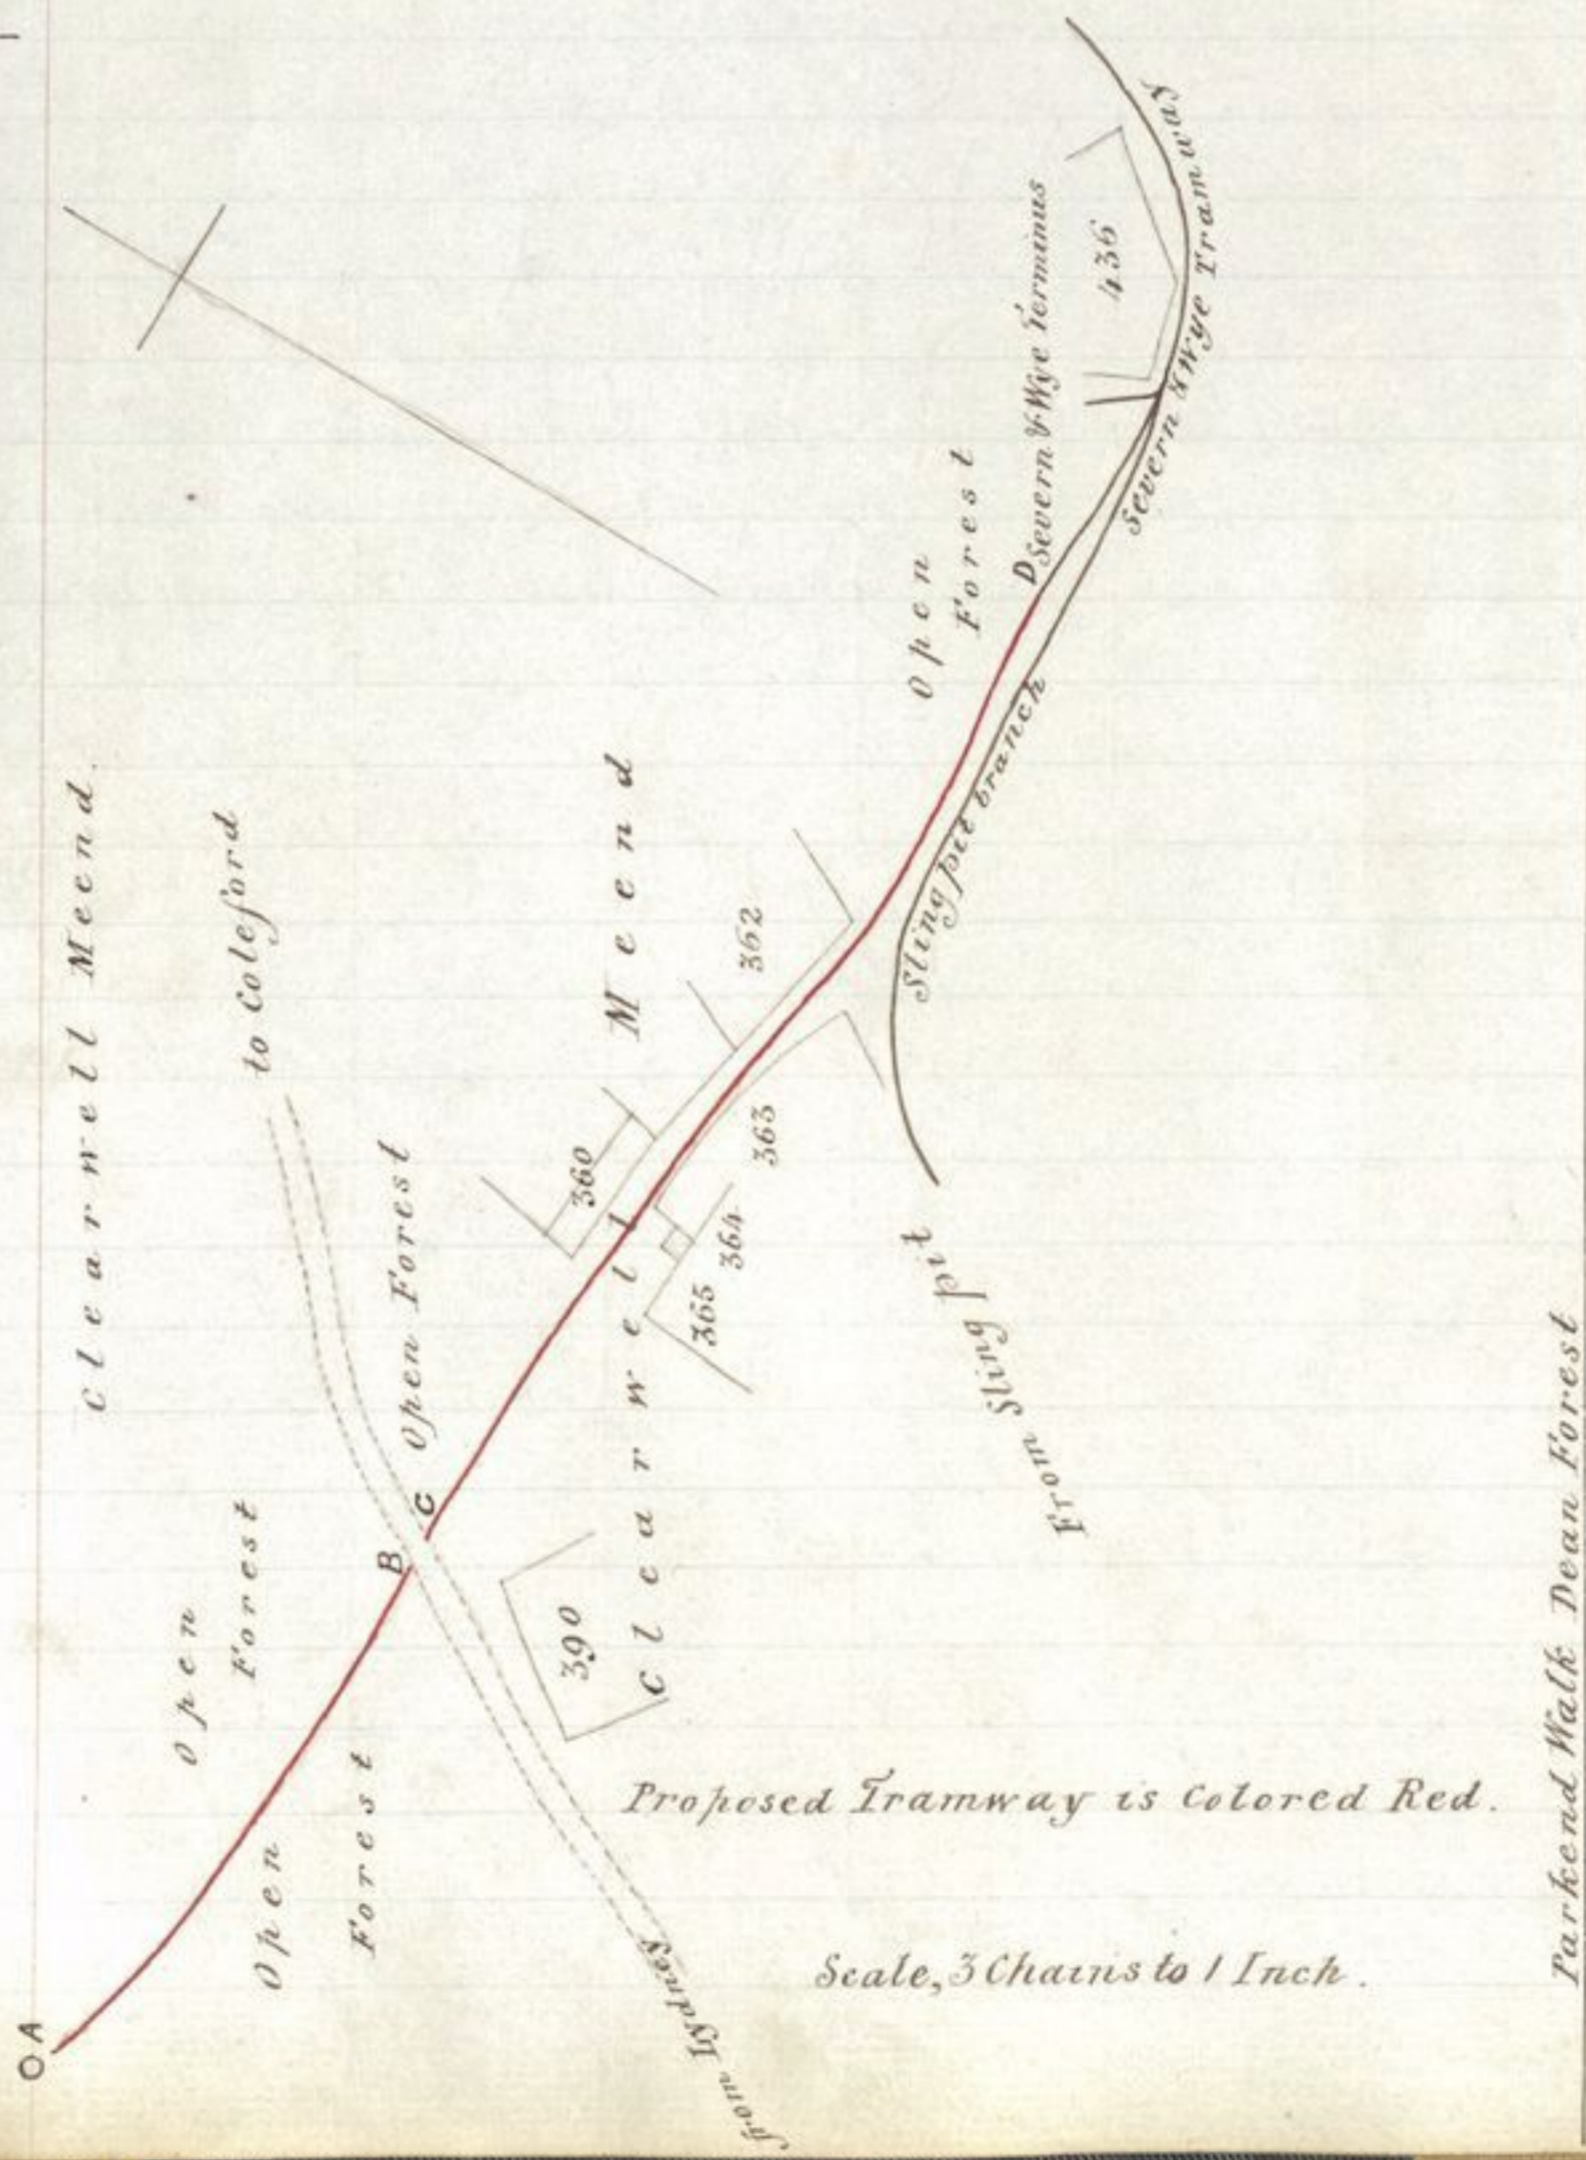 O A
Clearwell Meend.
to Coleford
Open
Forest
Open
Forest
B
C
Open Forest
Clearwell Meend
360
362
363
364
365
390
Open
Forest
D Severn & Wye Terminus
436
Severn & Wye Tramway
Sling pit branch
From Sling pit
from Lydney
Proposed Tramway is Colored Red.
Scale, 3 Chains to 1 Inch.
Parkend Walk Dean Forest